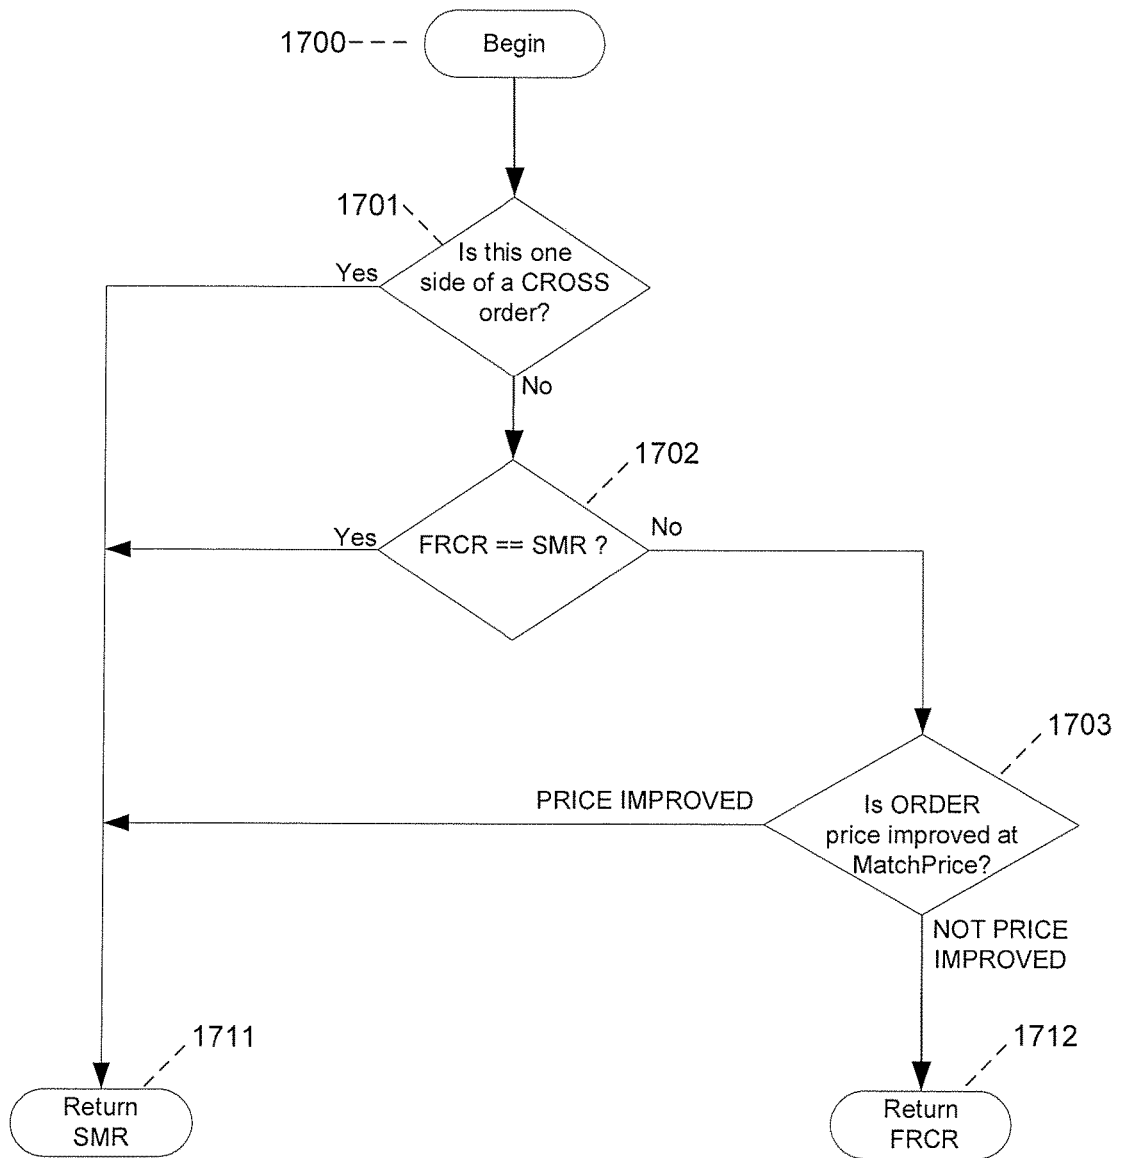 1700
Begin
1701
Is this one
side of a CROSS
order?
Yes
No
1702
FRCR == SMR ?
Yes
No
1703
Is ORDER
price improved at
MatchPrice?
PRICE IMPROVED
NOT PRICE
IMPROVED
1711
Return
SMR
1712
Return
FRCR